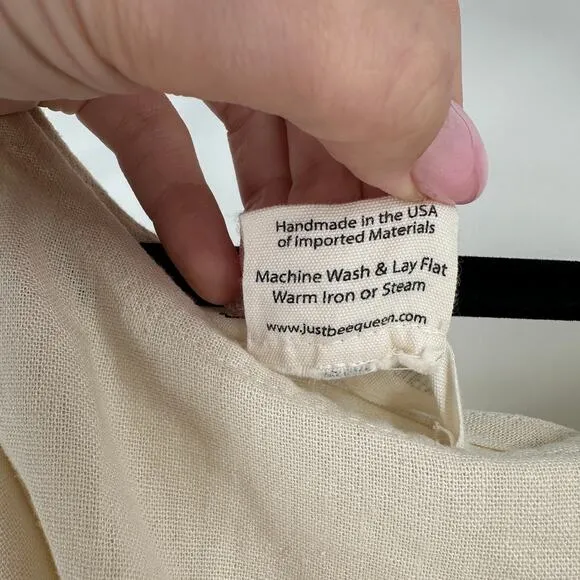 Handmade in the USA
of Imported Materials
Machine Wash & Lay Flat
Warm Iron or Steam
www.justbeequeen.com